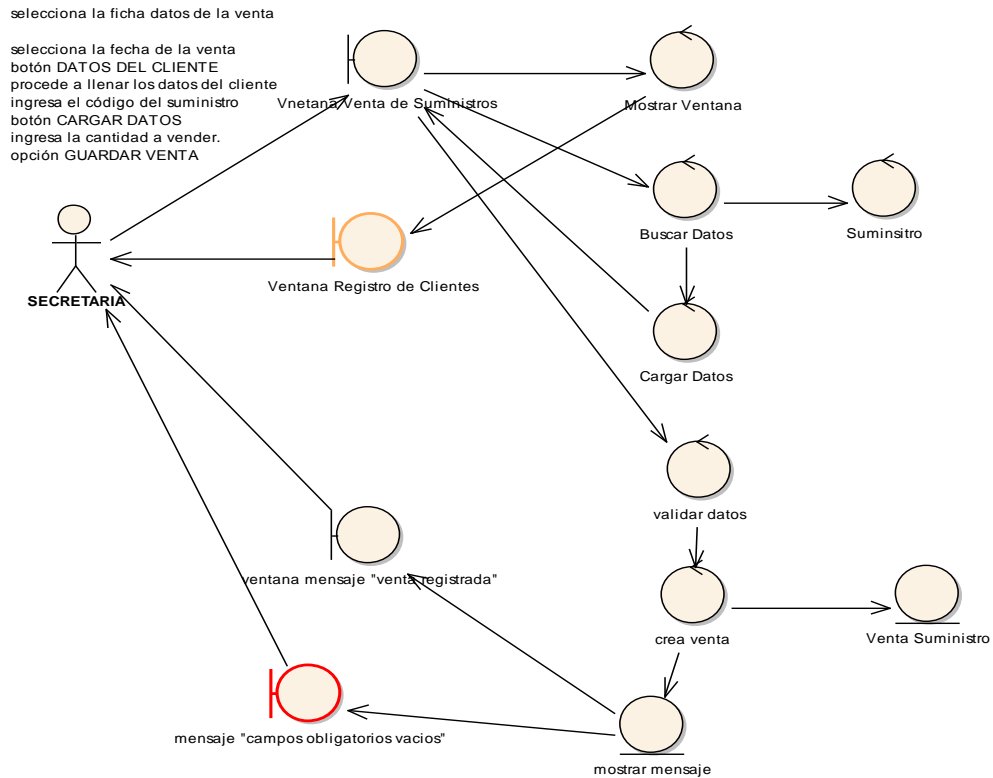 selecciona la ficha datos de la venta
selecciona la fecha de la venta
botón DATOS DEL CLIENTE
procede a llenar los datos del cliente
ingresa el código del suministro
botón CARGAR DATOS
ingresa la cantidad a vender.
opción GUARDAR VENTA
Vnetana Venta de Suministros
Mostrar Ventana
Buscar Datos
Suminsitro
SECRETARIA
Ventana Registro de Clientes
Cargar Datos
validar datos
ventana mensaje "venta registrada"
crea venta
Venta Suministro
mensaje "campos obligatorios vacios"
mostrar mensaje